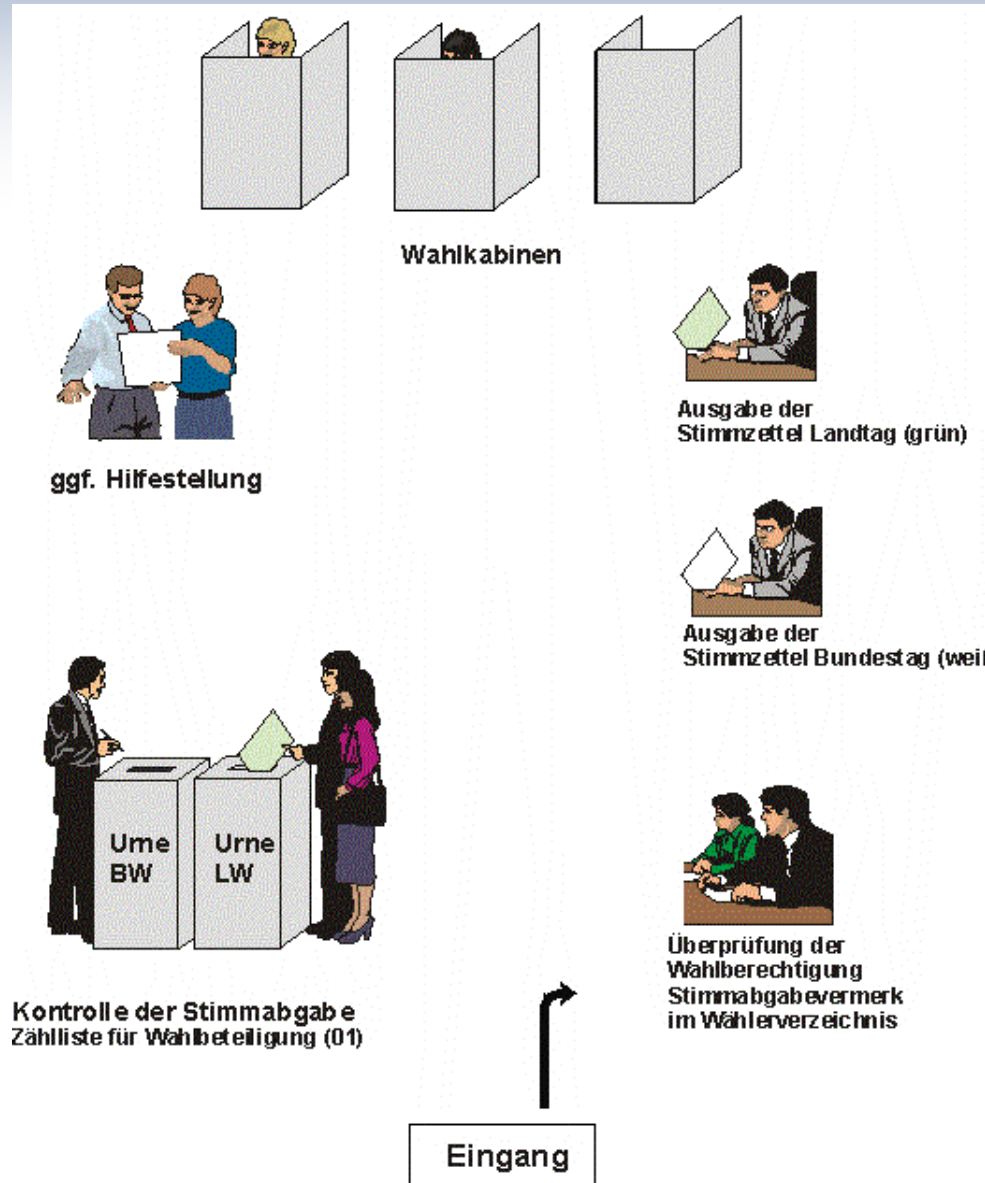 Wahlkabinen
Ausgabe der
Stimmzettel Landtag (grün)
ggf. Hilfestellung
Ausgabe der
Stimmzettel Bundestag
Urne
BW
Urne
LW
Überprüfung der
Wahlberechtigung
Stimmabgabevermerk
im Wählerverzeichnis
Kontrolle der Stimmabgabe
Zählliste für Wahlbeteiligung (01)
Eingang